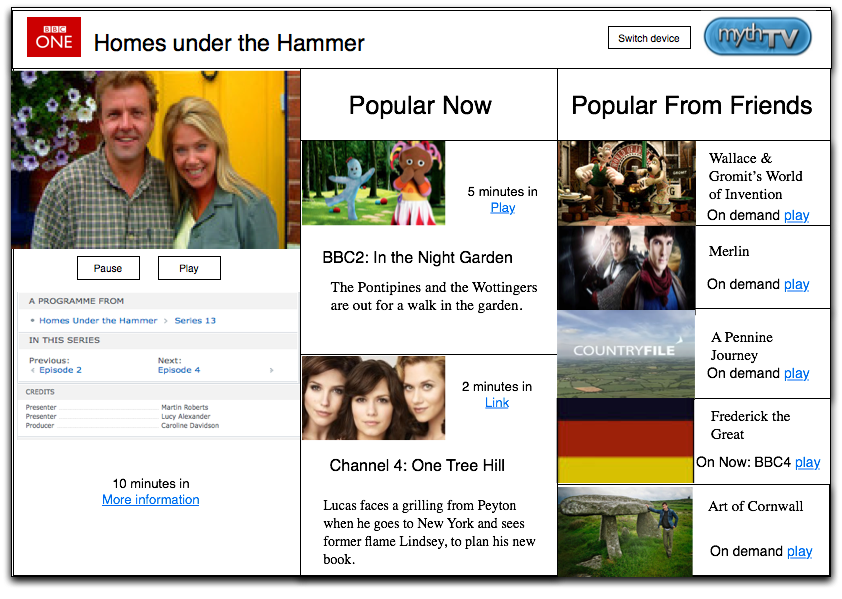 BBC
ONE
Homes under the Hammer
Switch device
mythTV
Pause
Play
A PROGRAMME FROM
• Homes Under the Hammer › Series 13
IN THIS SERIES
Previous:
‹ Episode 2
Next:
Episode 4 ›
CREDITS
Presenter Martin Roberts
Presenter Lucy Alexander
Producer Caroline Davidson
10 minutes in
More information
Popular Now
5 minutes in
Play
BBC2: In the Night Garden
The Pontipines and the Wottingers
are out for a walk in the garden.
2 minutes in
Link
Channel 4: One Tree Hill
Lucas faces a grilling from Peyton
when he goes to New York and sees
former flame Lindsey, to plan his new
book.
Popular From Friends
Wallace &
Gromit's World
of Invention
On demand play
Merlin
On demand play
COUNTRYFILE
A Pennine
Journey
On demand play
Frederick the
Great
On Now: BBC4 play
Art of Cornwall
On demand play